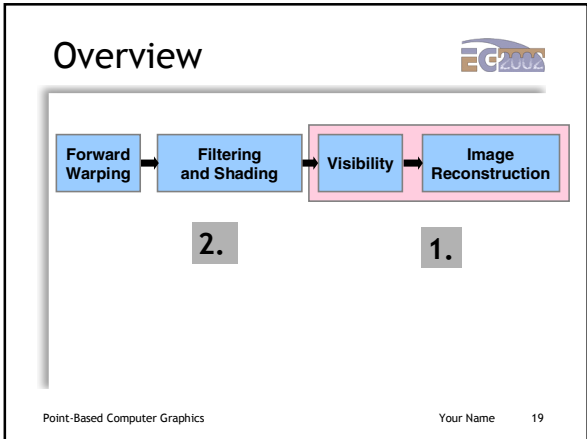 Overview
EG2002
Forward
Warping
Filtering
and Shading
Visibility
Image
Reconstruction
2.
1.
Point-Based Computer Graphics
Your Name
19